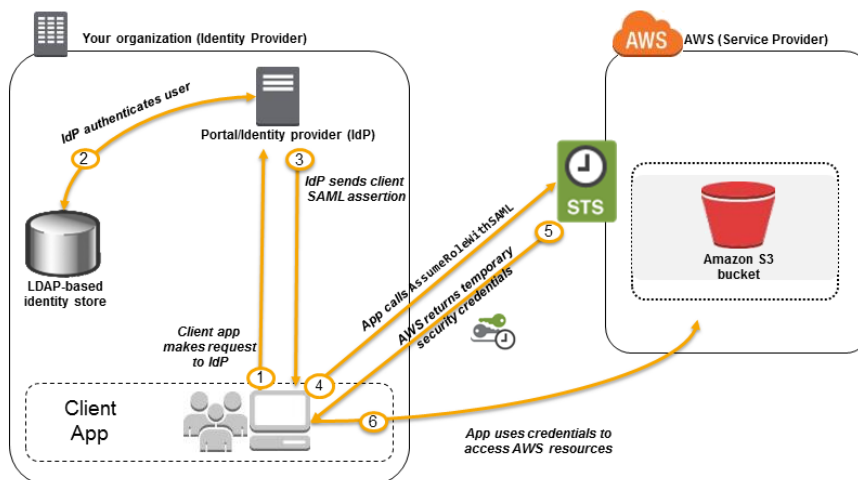 Your organization (Identity Provider)
AWS
AWS (Service Provider)
IdP authenticates user
2
Portal/Identity provider (IdP)
3
IdP sends client
SAML assertion
STS
5
Amazon S3
bucket
LDAP-based
identity store
App calls AssumeRoleWithSAML
AWS returns temporary
security credentials
Client app
makes request
to IdP
1
4
Client
App
6
App uses credentials to
access AWS resources